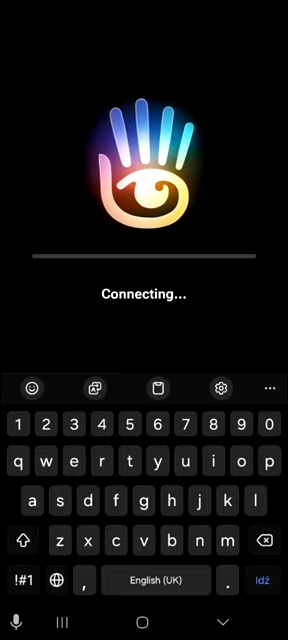 Connecting...
1 2 3 4 5 6 7 8 9 0
q w e r t y u i o p
a s d f g h j k l
z x c v b n m
!#1 , English (UK) . Idź